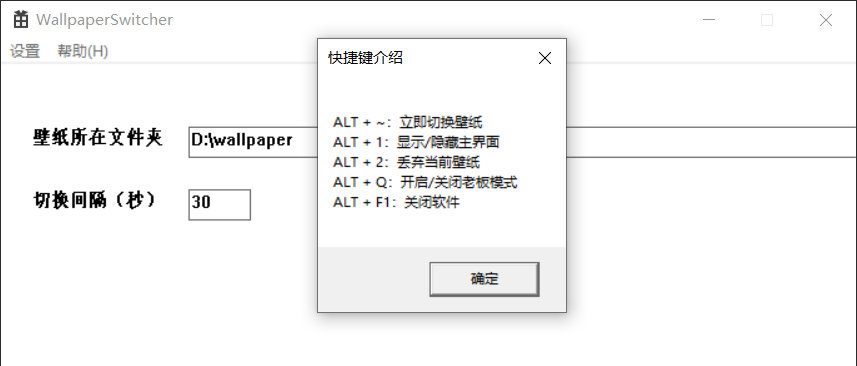 WallpaperSwitcher
设置 帮助(H)
快捷键介绍
壁纸所在文件夹 D:\wallpaper
切换间隔（秒） 30
ALT + ~：立即切换壁纸
ALT + 1：显示/隐藏主界面
ALT + 2：丢弃当前壁纸
ALT + Q：开启/关闭老板模式
ALT + F1：关闭软件
确定